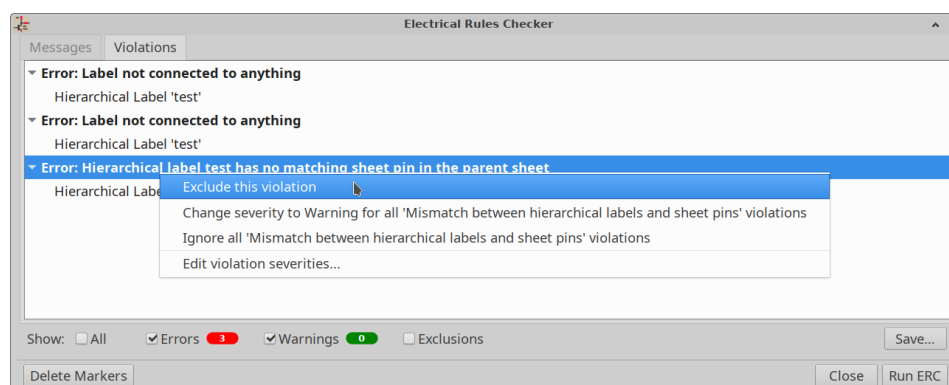 Electrical Rules Checker
Messages Violations
Error: Label not connected to anything
Hierarchical Label 'test'
Error: Label not connected to anything
Hierarchical Label 'test'
Error: Hierarchical label test has no matching sheet pin in the parent sheet
Hierarchical Labe
Exclude this violation
Change severity to Warning for all 'Mismatch between hierarchical labels and sheet pins' violations
Ignore all 'Mismatch between hierarchical labels and sheet pins' violations
Edit violation severities...
Show: All Errors 3 Warnings 0 Exclusions Save...
Delete Markers Close Run ERC